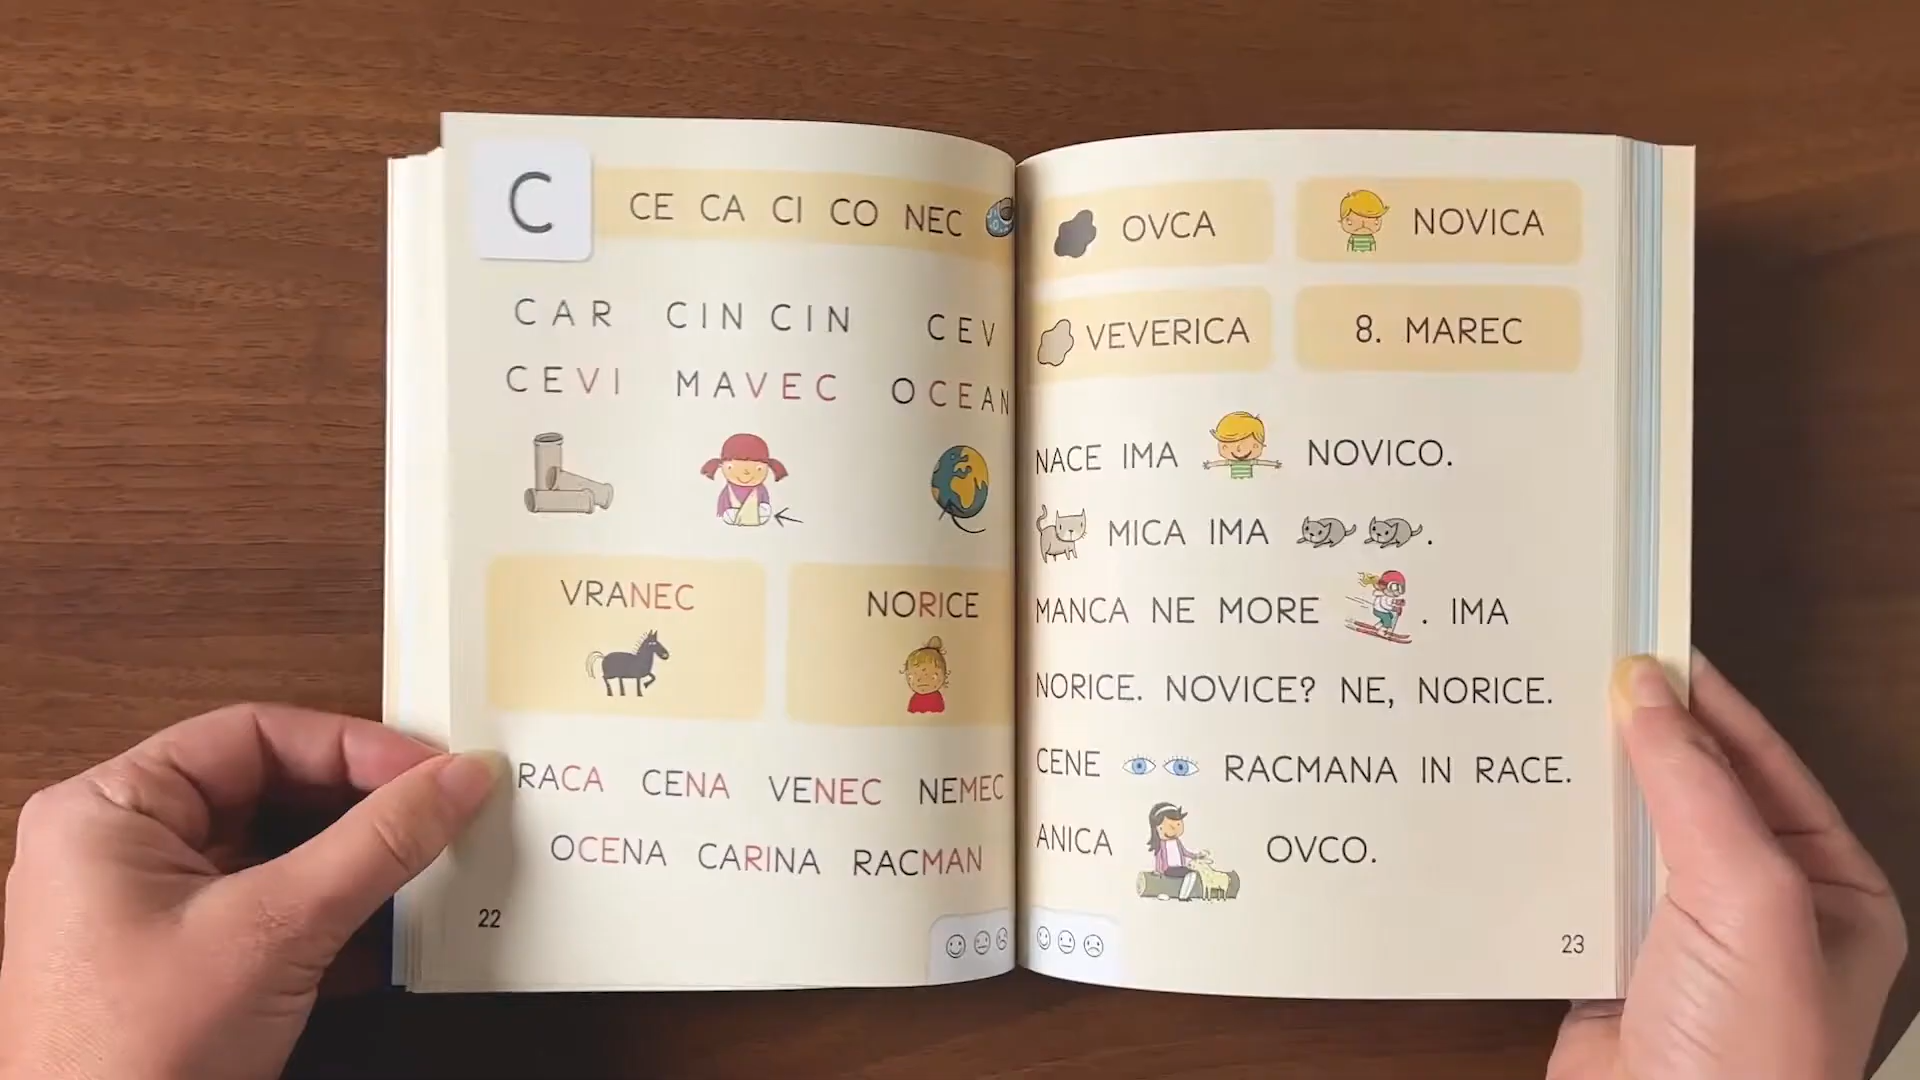 C
CE CA CI CO NEC
CAR CIN CIN CEV
CEVI MAVEC OCEAN
VRANEC NORICE
RACA CENA VENEC NEMEC
OCENA CARINA RACMAN
22
OVCA NOVICA
VEVERICA 8. MAREC
NACE IMA NOVICO.
MICA IMA .
MANCA NE MORE . IMA
NORICE. NOVICE? NE, NORICE.
CENE RACMANA IN RACE.
ANICA OVCO.
23